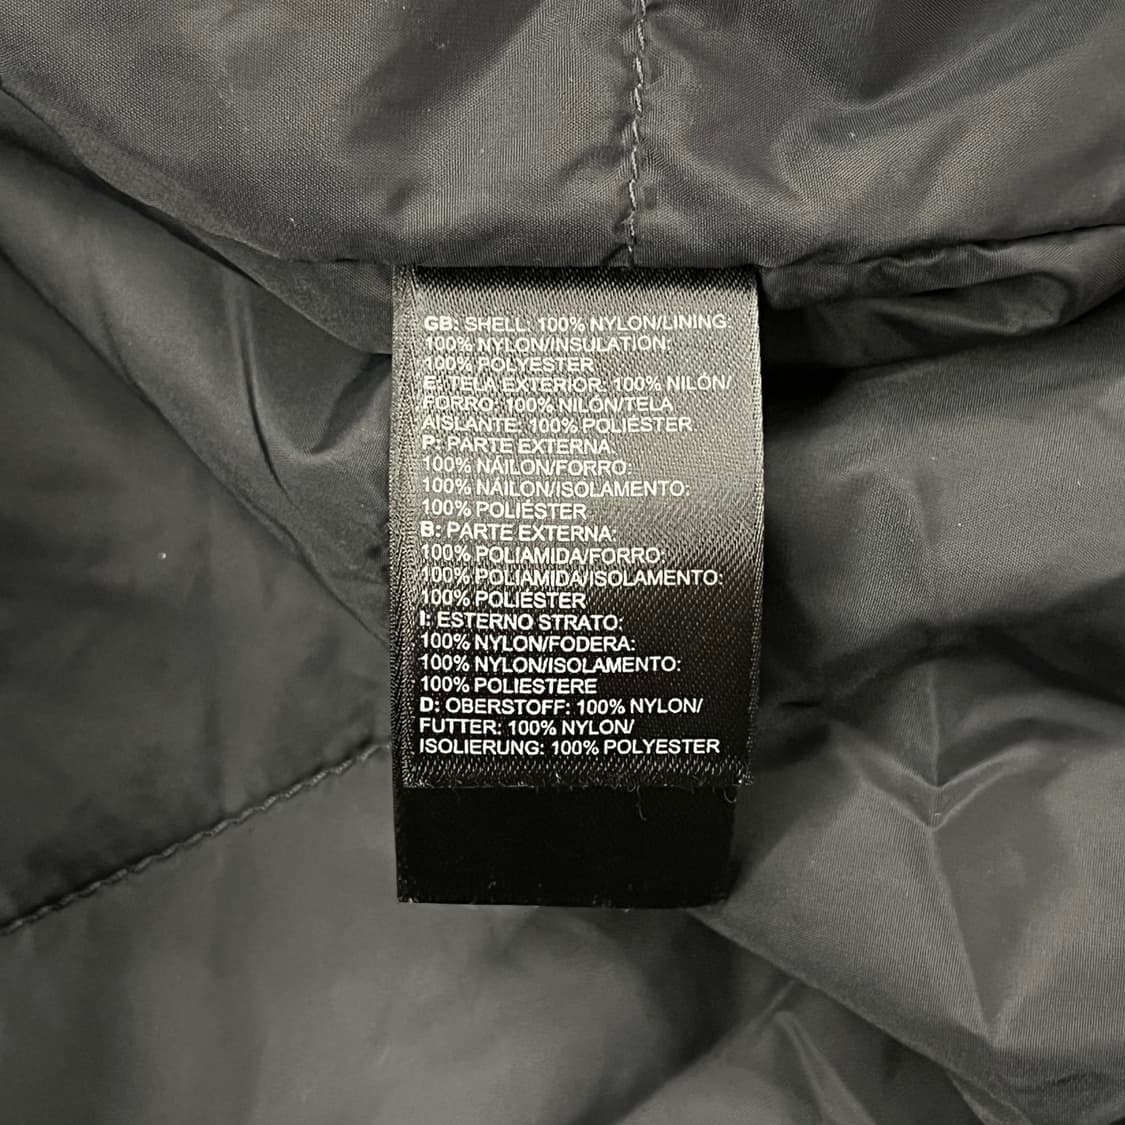 GB: SHELL: 100% NYLON/LINING:
100% NYLON/INSULATION:
100% POLYESTER
E: TELA EXTERIOR: 100% NILÓN/
FORRO: 100% NILÓN/TELA
AISLANTE: 100% POLIÉSTER
P: PARTE EXTERNA:
100% NÁILON/FORRO:
100% NÁILON/ISOLAMENTO:
100% POLIÉSTER
B: PARTE EXTERNA:
100% POLIAMIDA/FORRO:
100% POLIAMIDA/ISOLAMENTO:
100% POLIÉSTER
I: ESTERNO STRATO:
100% NYLON/FODERA:
100% NYLON/ISOLAMENTO:
100% POLIESTERE
D: OBERSTOFF: 100% NYLON/
FUTTER: 100% NYLON/
ISOLIERUNG: 100% POLYESTER